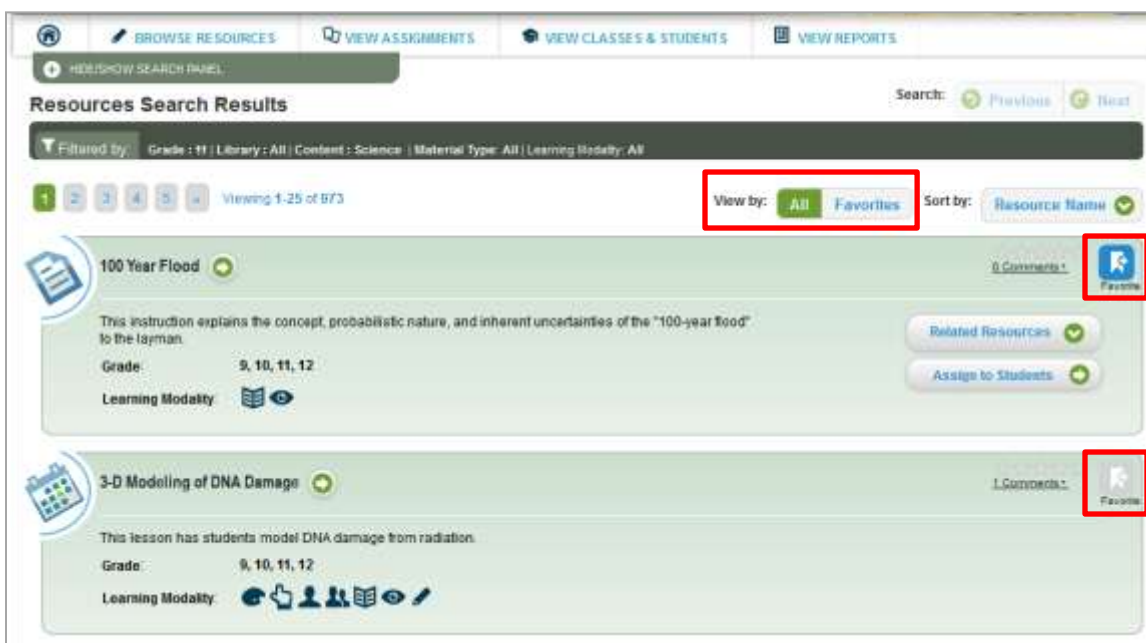 BROWSE RESOURCES VIEW ASSIGNMENTS VIEW CLASSES & STUDENTS VIEW REPORTS
HIDE/SHOW SEARCH PANEL
Resources Search Results
Search: Previous Next
Filtered by: Grade : 11 | Library : All | Content : Science | Material Type: All | Learning Modality: All
1 2 3 4 5 » Viewing 1-25 of 973
View by: All Favorites Sort by: Resource Name
100 Year Flood
0 Comments
Favorite
This instruction explains the concept, probabilistic nature, and inherent uncertainties of the "100-year flood"
to the layman.
Related Resources
Grade: 9, 10, 11, 12
Assign to Students
Learning Modality:
3-D Modeling of DNA Damage
1 Comments
Favorite
This lesson has students model DNA damage from radiation.
Grade: 9, 10, 11, 12
Learning Modality: